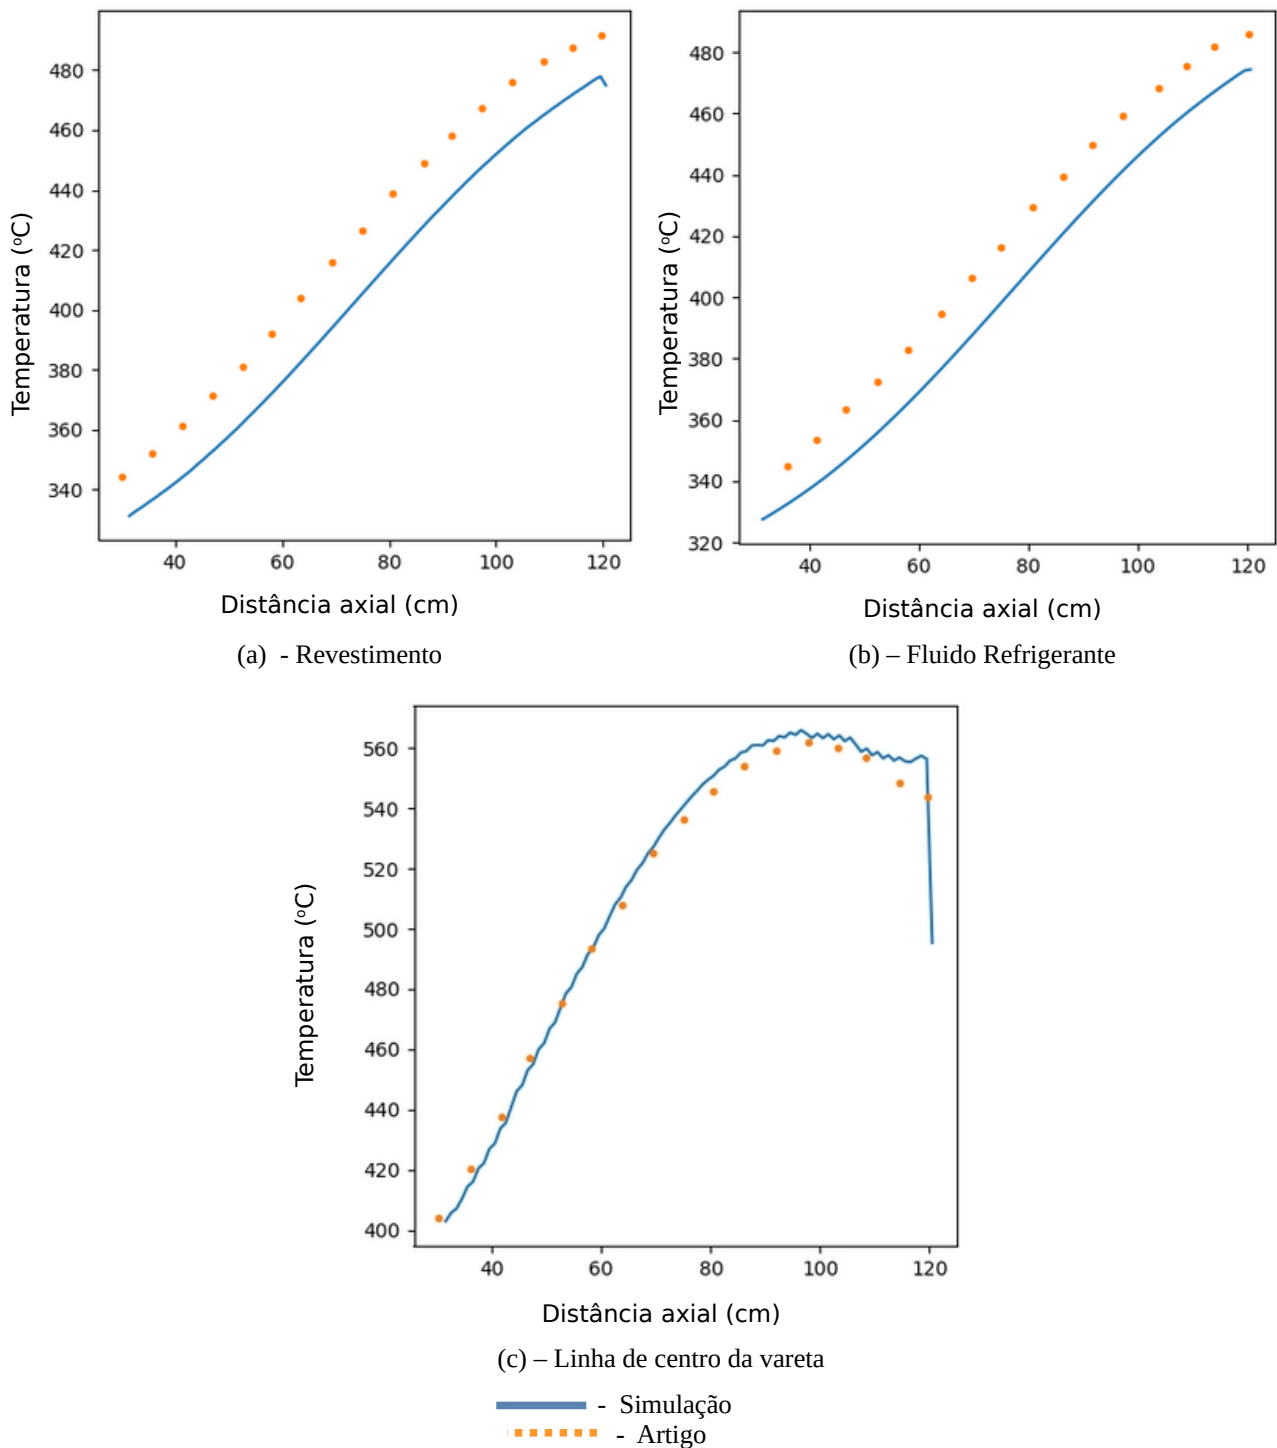 480
460
440
420
400
380
360
340
Temperatura (°C)
40 60 80 100 120
Distância axial (cm)
(a) - Revestimento
480
460
440
420
400
380
360
340
320
Temperatura (°C)
40 60 80 100 120
Distância axial (cm)
(b) – Fluido Refrigerante
560
540
520
500
480
460
440
420
400
Temperatura (°C)
40 60 80 100 120
Distância axial (cm)
(c) – Linha de centro da vareta
- Simulação
- Artigo